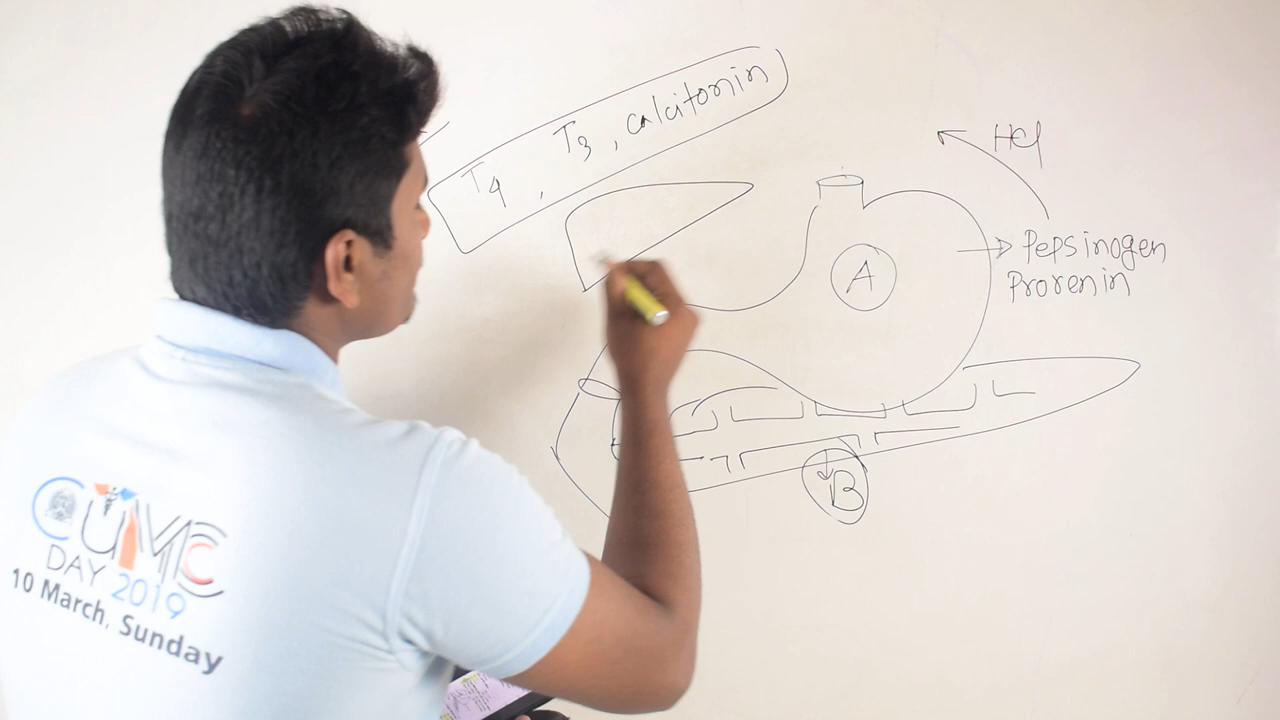 T4, T3, calcitonin
HCl
Pepsinogen
Prorenin
A
B
CUMC
DAY 2019
10 March, Sunday